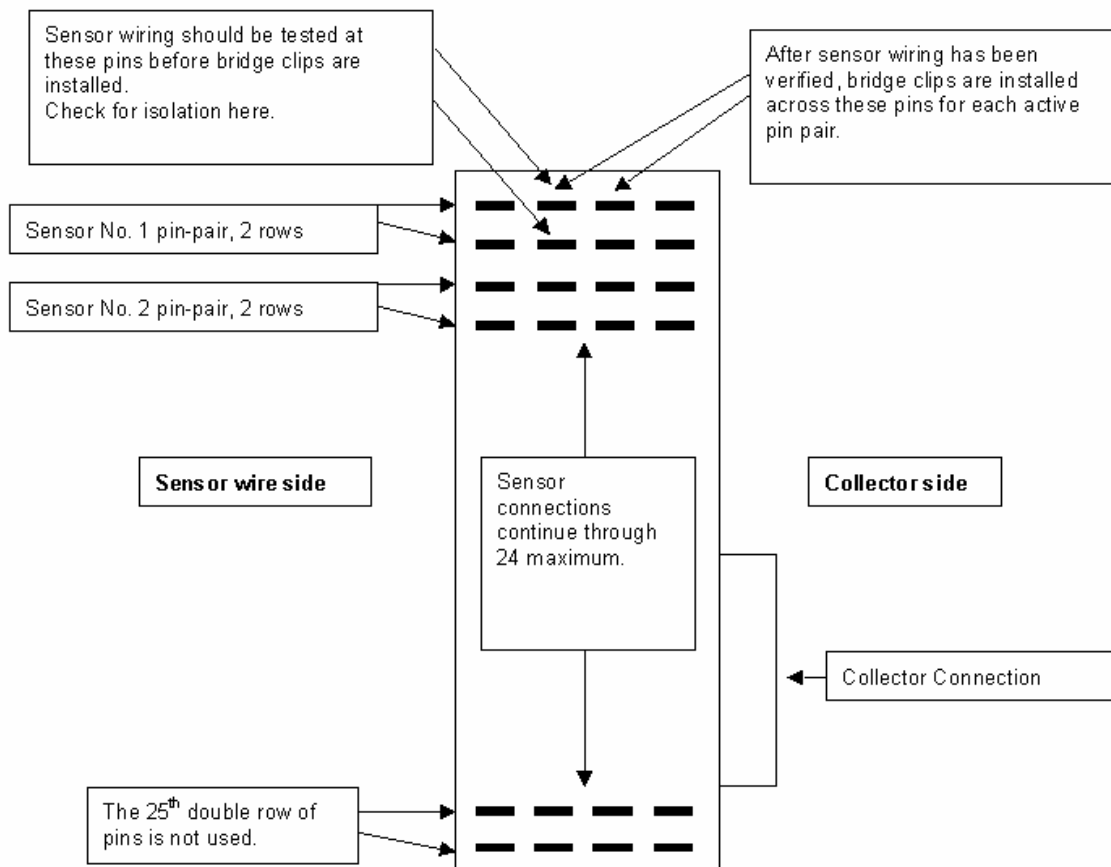 Sensor wiring should be tested at
these pins before bridge clips are
installed.
Check for isolation here.
After sensor wiring has been
verified, bridge clips are installed
across these pins for each active
pin pair.
Sensor No. 1 pin-pair, 2 rows
Sensor No. 2 pin-pair, 2 rows
Sensor wire side
Sensor
connections
continue through
24 maximum.
Collector side
Collector Connection
The 25th double row of
pins is not used.